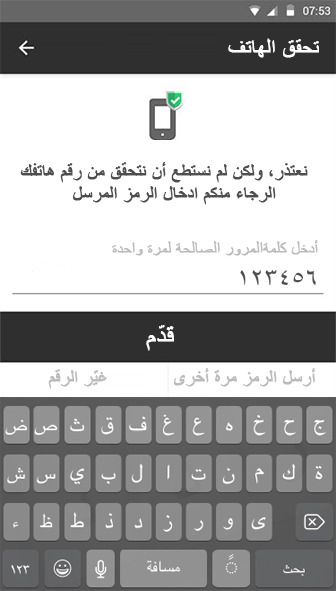 07:53
تحقق الهاتف
نعتذر، ولكن لم نستطع أن نتحقق من رقم هاتفك
الرجاء منكم ادخال الرمز المرسل
أدخل كلمةالمرور الصالحة لمرة واحدة
١٢٣٤٥٦
قدّم
أرسل الرمز مرة أخرى غيّر الرقم
ج ح خ ه ع غ ف ق ث ص ض
ة ك م ن ت ا ل ب ي س ش
ى و ر ز د ذ ط ظ ء
بحث مسافة ١٢٣